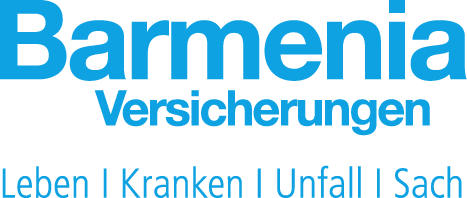 Barmenia
Versicherungen
Leben | Kranken | Unfall | Sach